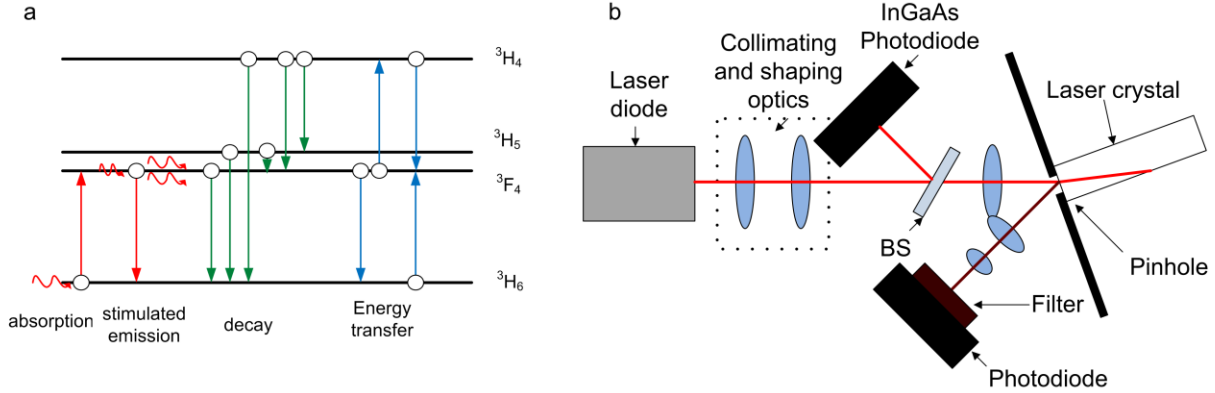 a
³H₄
³H₅
³F₄
³H₆
absorption
stimulated
emission
decay
Energy
transfer
b
InGaAs
Photodiode
Collimating
and shaping
optics
Laser
diode
Laser crystal
BS
Pinhole
Filter
Photodiode